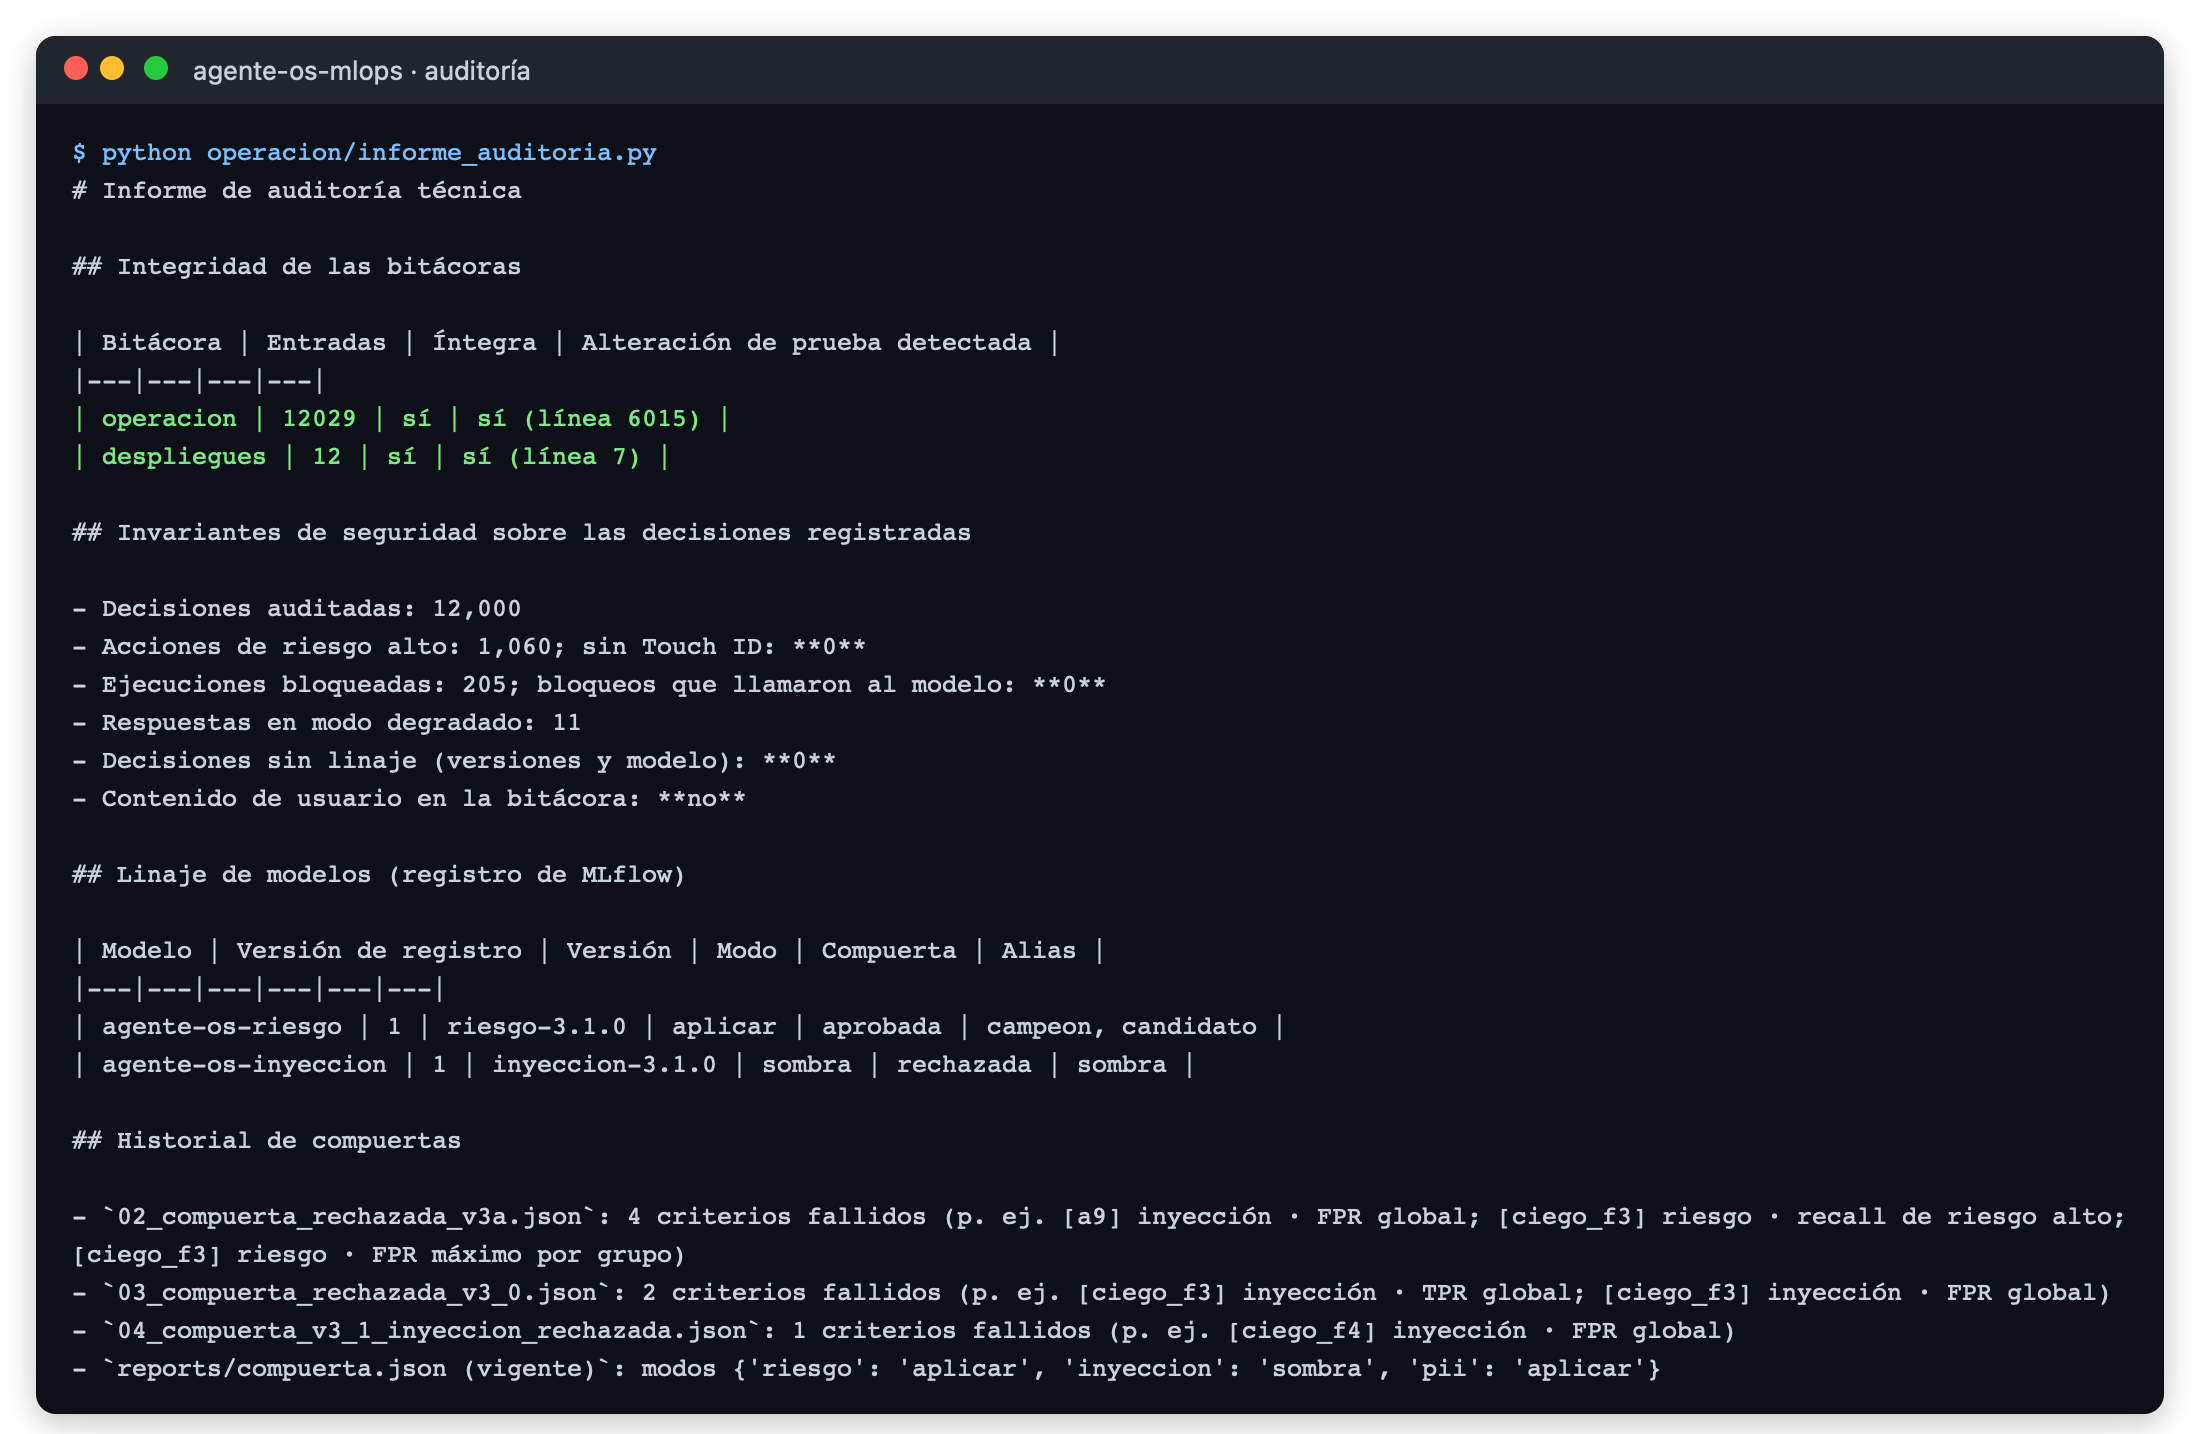 agente-os-mlops · auditoría
$ python operacion/informe_auditoria.py
# Informe de auditoría técnica
## Integridad de las bitácoras
| Bitácora | Entradas | Íntegra | Alteración de prueba detectada |
|---|---|---|---|
| operacion | 12029 | sí | sí (línea 6015) |
| despliegues | 12 | sí | sí (línea 7) |
## Invariantes de seguridad sobre las decisiones registradas
- Decisiones auditadas: 12,000
- Acciones de riesgo alto: 1,060; sin Touch ID: **0**
- Ejecuciones bloqueadas: 205; bloqueos que llamaron al modelo: **0**
- Respuestas en modo degradado: 11
- Decisiones sin linaje (versiones y modelo): **0**
- Contenido de usuario en la bitácora: **no**
## Linaje de modelos (registro de MLflow)
| Modelo | Versión de registro | Versión | Modo | Compuerta | Alias |
|---|---|---|---|---|---|
| agente-os-riesgo | 1 | riesgo-3.1.0 | aplicar | aprobada | campeon, candidato |
| agente-os-inyeccion | 1 | inyeccion-3.1.0 | sombra | rechazada | sombra |
## Historial de compuertas
- `02_compuerta_rechazada_v3a.json`: 4 criterios fallidos (p. ej. [a9] inyección · FPR global; [ciego_f3] riesgo · recall de riesgo alto;
[ciego_f3] riesgo · FPR máximo por grupo)
- `03_compuerta_rechazada_v3_0.json`: 2 criterios fallidos (p. ej. [ciego_f3] inyección · TPR global; [ciego_f3] inyección · FPR global)
- `04_compuerta_v3_1_inyeccion_rechazada.json`: 1 criterios fallidos (p. ej. [ciego_f4] inyección · FPR global)
- `reports/compuerta.json (vigente)`: modos {'riesgo': 'aplicar', 'inyeccion': 'sombra', 'pii': 'aplicar'}